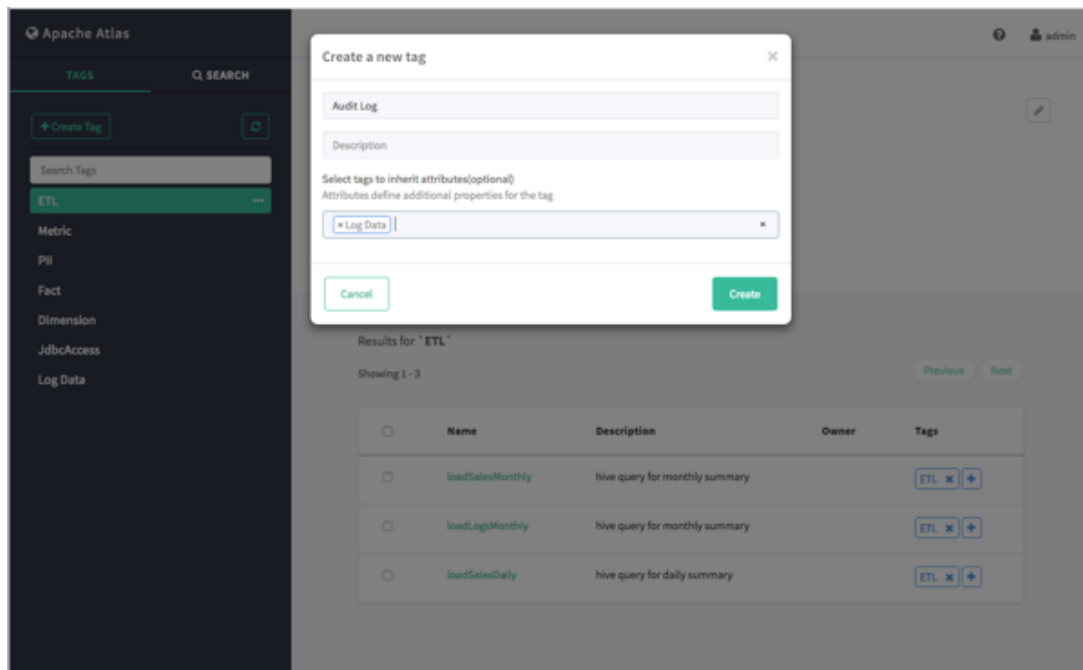 Apache Atlas
admin
TAGS
SEARCH
+Create Tag
Search Tags
ETL
Metric
PII
Fact
Dimension
JdbcAccess
Log Data
Create a new tag
×
Audit Log
Description
Select tags to inherit attributes(optional)
Attributes define additional properties for the tag
× Log Data
×
Cancel
Create
Results for `ETL`
Showing 1 - 3
Previous Next
Name Description Owner Tags
loadSalesMonthly hive query for monthly summary ETL × +
loadLogsMonthly hive query for monthly summary ETL × +
loadSalesDaily hive query for daily summary ETL × +